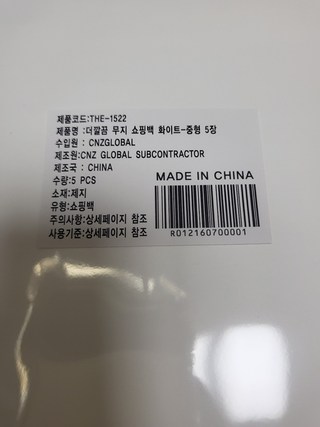 제품코드:THE-1522
제품명 :더깔끔 무지 쇼핑백 화이트-중형 5장
수입원 : CNZGLOBAL
제조원:CNZ GLOBAL SUBCONTRACTOR
제조국 : CHINA
수량:5 PCS
MADE IN CHINA
소재:제지
유형:쇼핑백
주의사항:상세페이지 참조
사용기준:상세페이지 참조
R012160700001